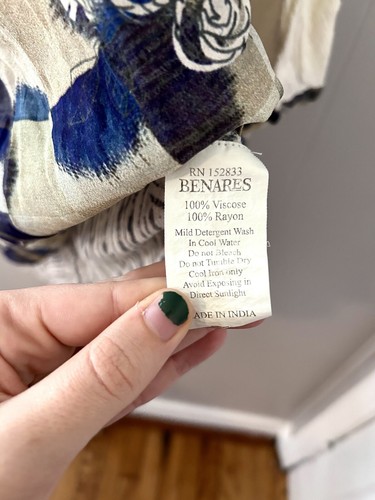 RN 152833
BENARES
100% Viscose
100% Rayon
Mild Detergent Wash
In Cool Water
Do not Bleach
Do not Tumble Dry
Cool Iron only
Avoid Exposing in
Direct Sunlight
MADE IN INDIA